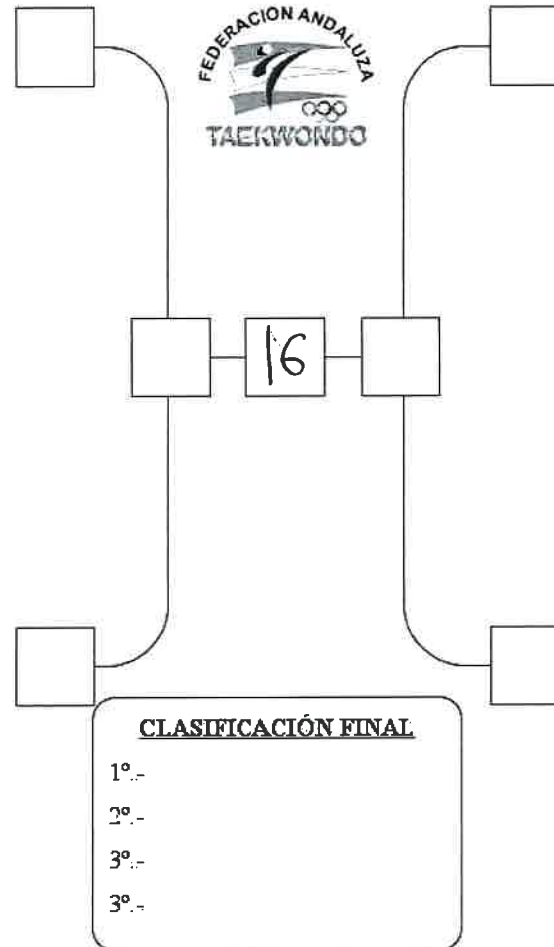 FEDERACION ANDALUZA
TAEKWONDO
16
CLASIFICACIÓN FINAL
1º.-
2º.-
3º.-
3º.-